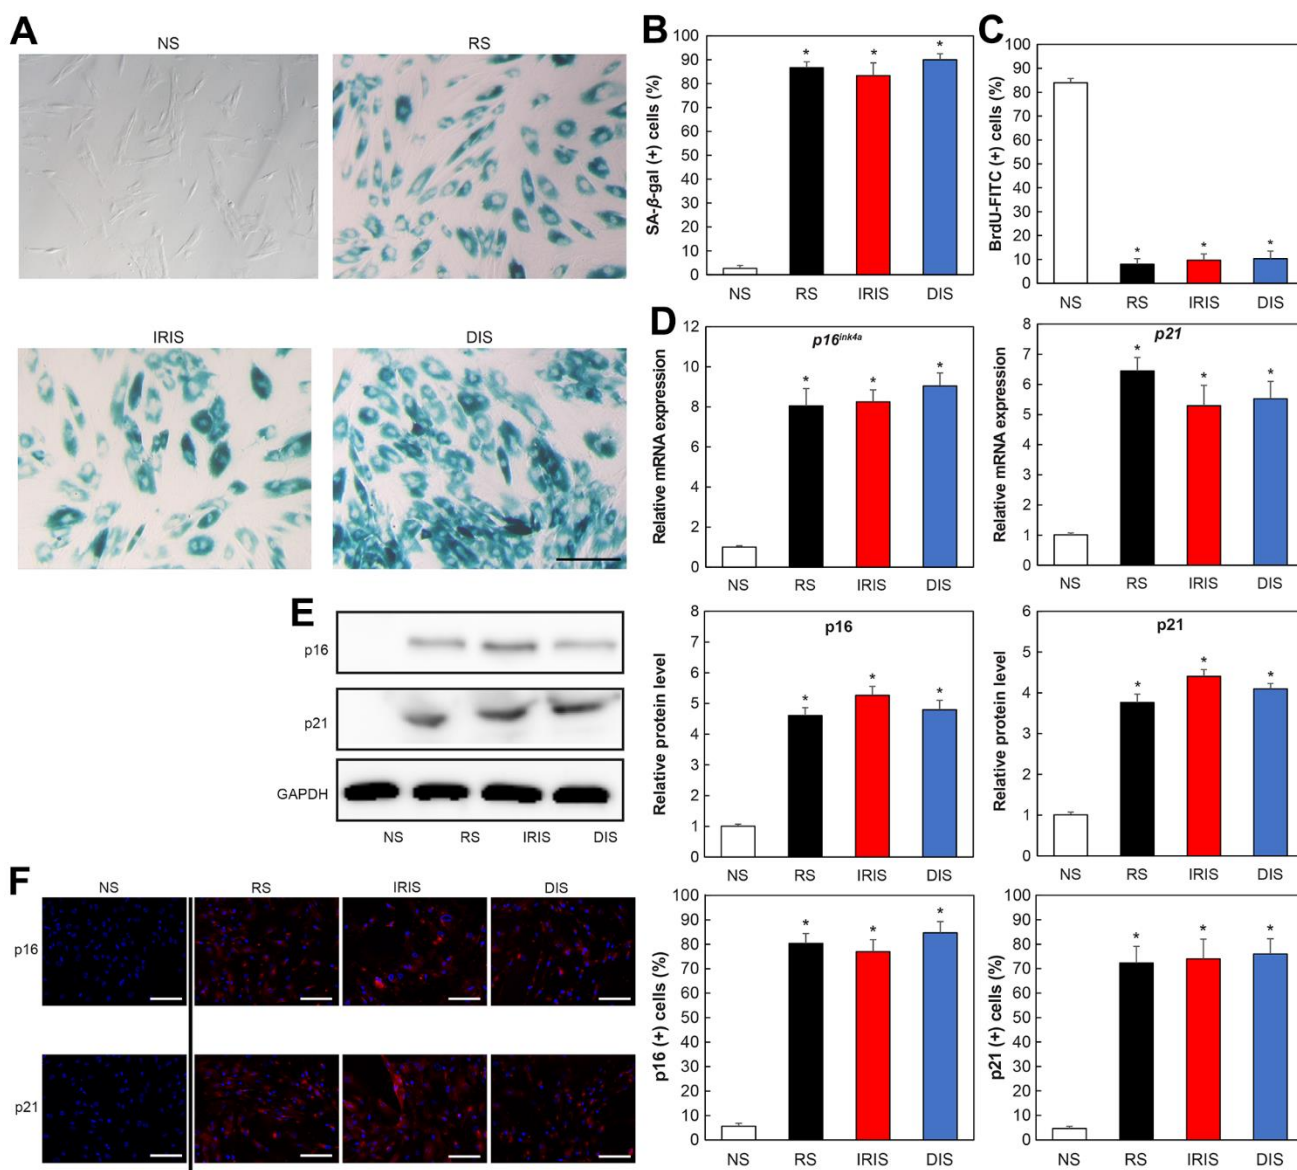 A
NS
RS
IRIS
DIS
B
SA-β-gal (+) cells (%)
100
90
80
70
60
50
40
30
20
10
0
*
*
*
NS RS IRIS DIS
C
BrdU-FITC (+) cells (%)
100
90
80
70
60
50
40
30
20
10
0
*
*
*
NS RS IRIS DIS
D
p16ink4a
Relative mRNA expression
12
10
8
6
4
2
0
*
*
*
NS RS IRIS DIS
p21
Relative mRNA expression
8
7
6
5
4
3
2
1
0
*
*
*
NS RS IRIS DIS
E
p16
p21
GAPDH
NS RS IRIS DIS
p16
Relative protein level
8
7
6
5
4
3
2
1
0
*
*
*
NS RS IRIS DIS
p21
Relative protein level
6
5
4
3
2
1
0
*
*
*
NS RS IRIS DIS
F
NS RS IRIS DIS
p16
p21
p16 (+) cells (%)
100
90
80
70
60
50
40
30
20
10
0
*
*
*
NS RS IRIS DIS
p21 (+) cells (%)
100
90
80
70
60
50
40
30
20
10
0
*
*
*
NS RS IRIS DIS